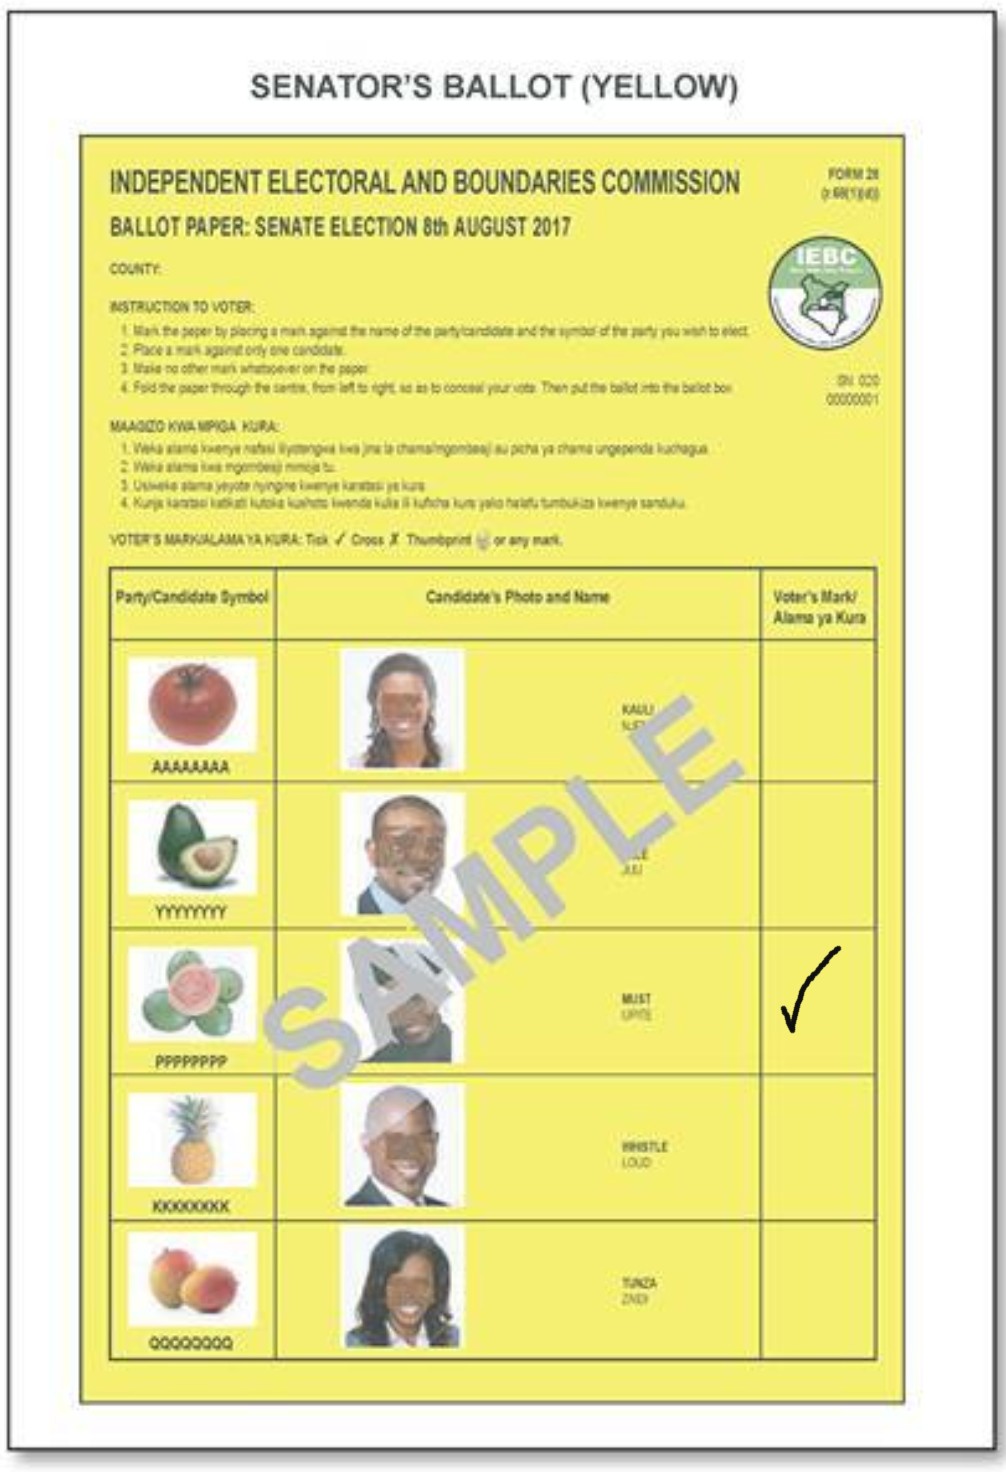 SENATOR'S BALLOT (YELLOW)
INDEPENDENT ELECTORAL AND BOUNDARIES COMMISSION
FORM 28
(r.68(1)(d))
BALLOT PAPER: SENATE ELECTION 8th AUGUST 2017
COUNTY:
IEBC
INSTRUCTION TO VOTER:
1. Mark the paper by placing a mark against the name of the party/candidate and the symbol of the party you wish to elect.
2. Place a mark against only one candidate.
3. Make no other mark whatsoever on the paper.
4. Fold the paper through the centre, from left to right, so as to conceal your vote. Then put the ballot into the ballot box.
SN. 020
00000001
MAAGIZO KWA MPIGA KURA:
1. Weka alama kwenye nafasi iliyotengwa kwa jina la chama/mgombeaji au picha ya chama ungependa kuchagua.
2. Weka alama kwa mgombeaji mmoja tu.
3. Usiweke alama yeyote nyingine kwenye karatasi ya kura
4. Kunja karatasi katikati kutoka kushoto kwenda kulia ili kuficha kura yako halafu tumbukiza kwenye sanduku.
VOTER'S MARK/ALAMA YA KURA: Tick ✓ Cross ✗ Thumbprint or any mark.
Party/Candidate Symbol
Candidate's Photo and Name
Voter's Mark/
Alama ya Kura
AAAAAAAA
KAULI
YYYYYYYY
JULI
PPPPPPPP
MUST
UPITE
✓
KKKKKKKK
WHISTLE
LOUD
QQQQQQQQ
TUNZA
ZAIDI
SAMPLE